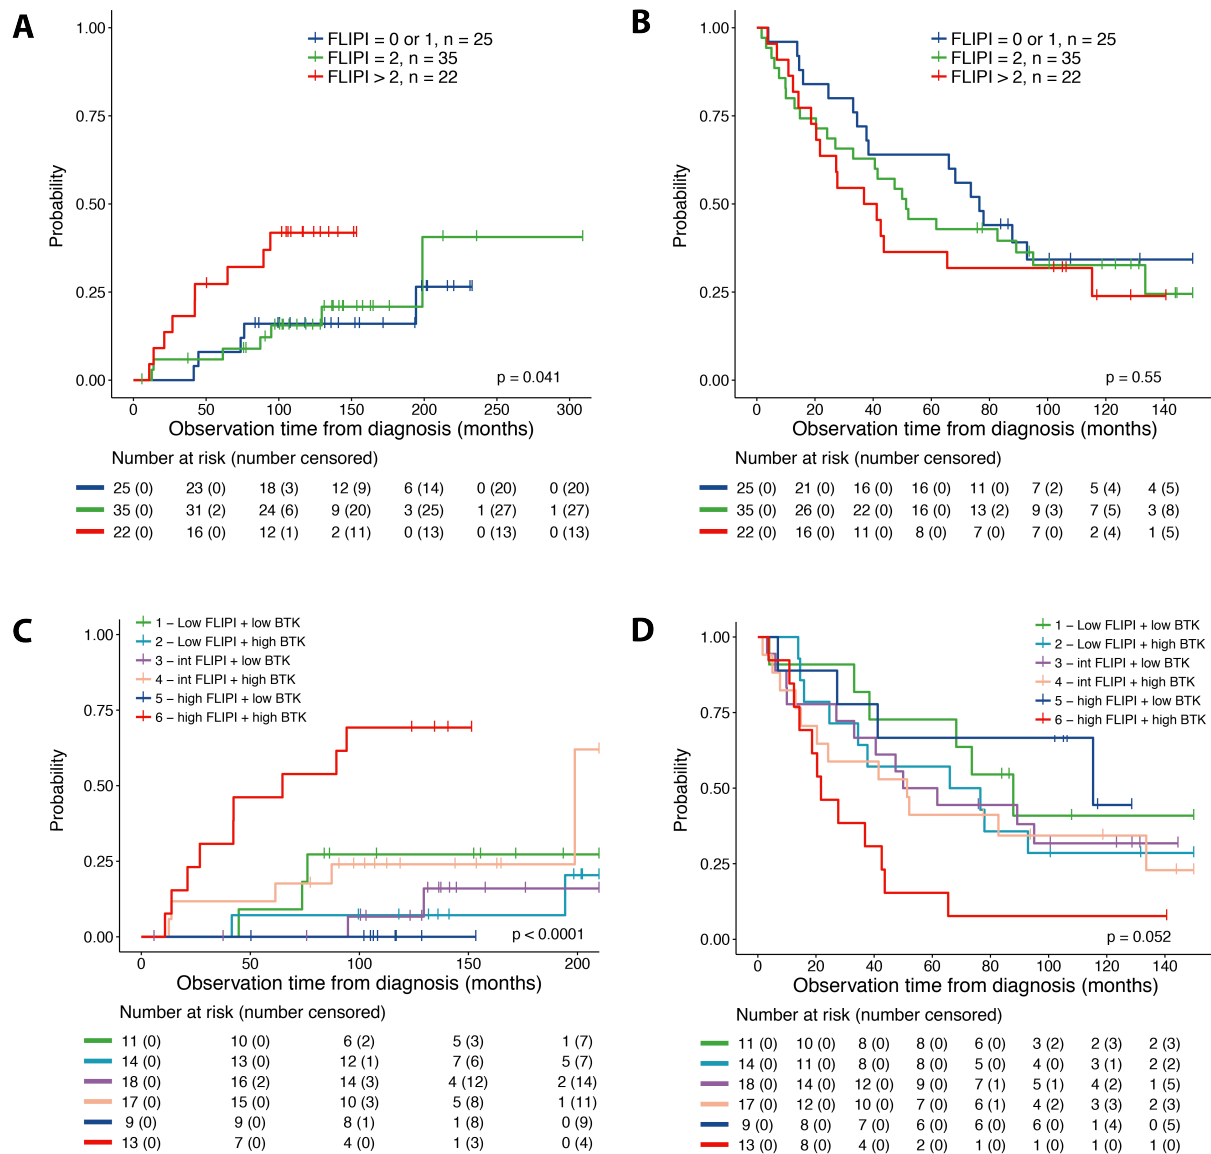 A
1.00
0.75
0.50
0.25
0.00
Probability
FLIPI = 0 or 1, n = 25
FLIPI = 2, n = 35
FLIPI > 2, n = 22
p = 0.041
0 50 100 150 200 250 300
Observation time from diagnosis (months)
Number at risk (number censored)
25 (0) 23 (0) 18 (3) 12 (9) 6 (14) 0 (20) 0 (20)
35 (0) 31 (2) 24 (6) 9 (20) 3 (25) 1 (27) 1 (27)
22 (0) 16 (0) 12 (1) 2 (11) 0 (13) 0 (13) 0 (13)
B
1.00
0.75
0.50
0.25
0.00
Probability
FLIPI = 0 or 1, n = 25
FLIPI = 2, n = 35
FLIPI > 2, n = 22
p = 0.55
0 20 40 60 80 100 120 140
Observation time from diagnosis (months)
Number at risk (number censored)
25 (0) 21 (0) 16 (0) 16 (0) 11 (0) 7 (2) 5 (4) 4 (5)
35 (0) 26 (0) 22 (0) 16 (0) 13 (2) 9 (3) 7 (5) 3 (8)
22 (0) 16 (0) 11 (0) 8 (0) 7 (0) 7 (0) 2 (4) 1 (5)
C
1.00
0.75
0.50
0.25
0.00
Probability
1 – Low FLIPI + low BTK
2 – Low FLIPI + high BTK
3 – int FLIPI + low BTK
4 – int FLIPI + high BTK
5 – high FLIPI + low BTK
6 – high FLIPI + high BTK
p < 0.0001
0 50 100 150 200
Observation time from diagnosis (months)
Number at risk (number censored)
11 (0) 10 (0) 6 (2) 5 (3) 1 (7)
14 (0) 13 (0) 12 (1) 7 (6) 5 (7)
18 (0) 16 (2) 14 (3) 4 (12) 2 (14)
17 (0) 15 (0) 10 (3) 5 (8) 1 (11)
9 (0) 9 (0) 8 (1) 1 (8) 0 (9)
13 (0) 7 (0) 4 (0) 1 (3) 0 (4)
D
1.00
0.75
0.50
0.25
0.00
Probability
1 – Low FLIPI + low BTK
2 – Low FLIPI + high BTK
3 – int FLIPI + low BTK
4 – int FLIPI + high BTK
5 – high FLIPI + low BTK
6 – high FLIPI + high BTK
p = 0.052
0 20 40 60 80 100 120 140
Observation time from diagnosis (months)
Number at risk (number censored)
11 (0) 10 (0) 8 (0) 8 (0) 6 (0) 3 (2) 2 (3) 2 (3)
14 (0) 11 (0) 8 (0) 8 (0) 5 (0) 4 (0) 3 (1) 2 (2)
18 (0) 14 (0) 12 (0) 9 (0) 7 (1) 5 (1) 4 (2) 1 (5)
17 (0) 12 (0) 10 (0) 7 (0) 6 (1) 4 (2) 3 (3) 2 (3)
9 (0) 8 (0) 7 (0) 6 (0) 6 (0) 6 (0) 1 (4) 0 (5)
13 (0) 8 (0) 4 (0) 2 (0) 1 (0) 1 (0) 1 (0) 1 (0)